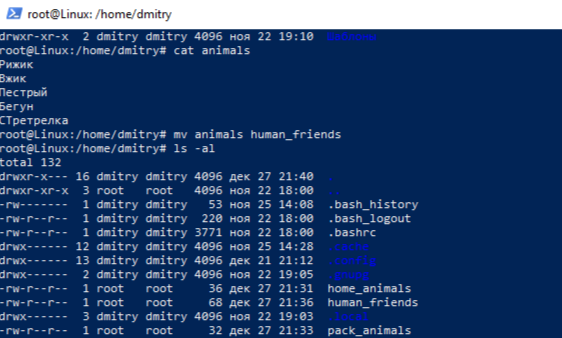 root@Linux: /home/dmitry
drwxr-xr-x 2 dmitry dmitry 4096 ноя 22 19:10
root@Linux:/home/dmitry# cat animals
Рижик
Вжик
Пестрый
Бегун
СТретрелка
root@Linux:/home/dmitry# mv animals human_friends
root@Linux:/home/dmitry# ls -al
total 132
drwxr-x--- 16 dmitry dmitry 4096 дек 27 21:40 .
drwxr-xr-x 3 root root 4096 ноя 22 18:00 ..
-rw------- 1 dmitry dmitry 53 ноя 25 14:08 .bash_history
-rw-r--r-- 1 dmitry dmitry 220 ноя 22 18:00 .bash_logout
-rw-r--r-- 1 dmitry dmitry 3771 ноя 22 18:00 .bashrc
drwx------ 12 dmitry dmitry 4096 ноя 25 14:28 .cache
drwx------ 13 dmitry dmitry 4096 дек 21 21:12 .config
drwx------ 2 dmitry dmitry 4096 ноя 22 19:05 .gnupg
-rw-r--r-- 1 root root 36 дек 27 21:31 home_animals
-rw-r--r-- 1 root root 68 дек 27 21:36 human_friends
drwx------ 3 dmitry dmitry 4096 ноя 22 19:03 .local
-rw-r--r-- 1 root root 32 дек 27 21:33 pack_animals